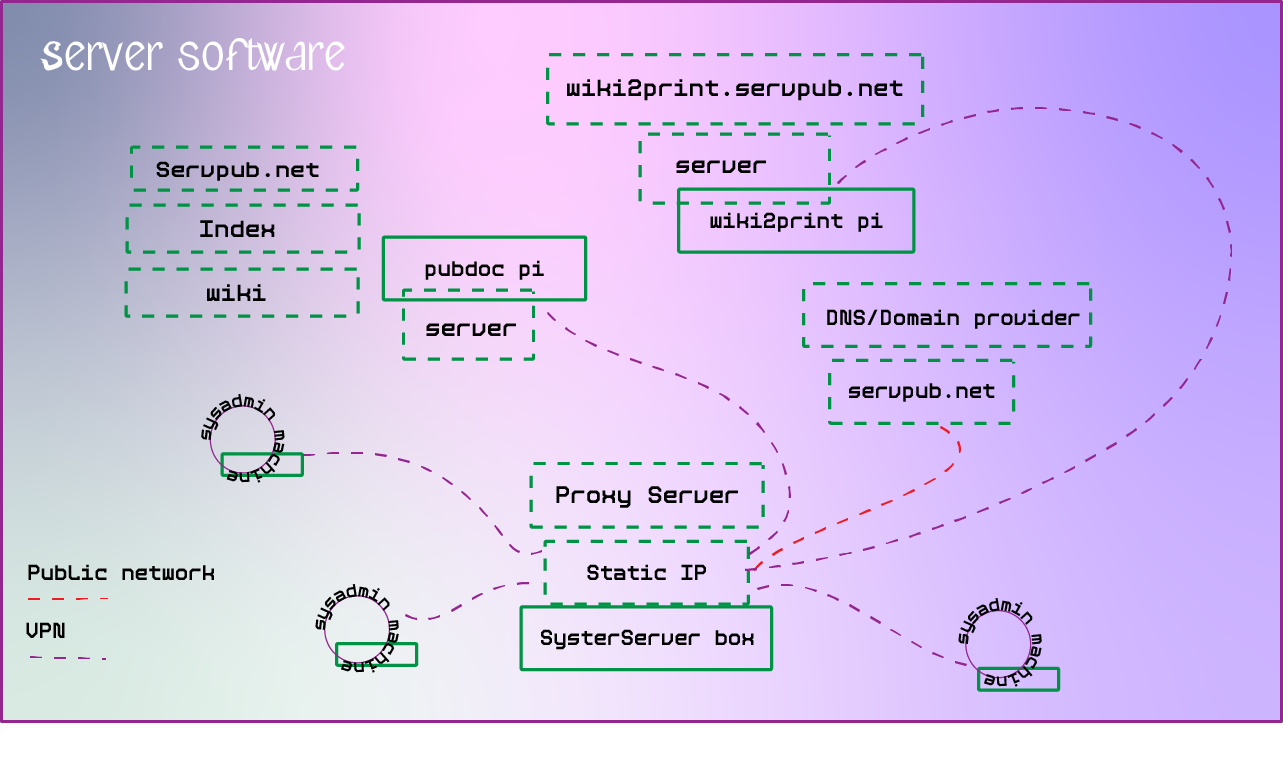 Server Software
wiki2print.servpub.net
server
wiki2print pi
Servpub.net
Index
wiki
pubdoc pi
server
DNS/Domain provider
servpub.net
sysadmin machine
Proxy Server
Static IP
SysterServer box
Public network
VPN
sysadmin machine
sysadmin machine